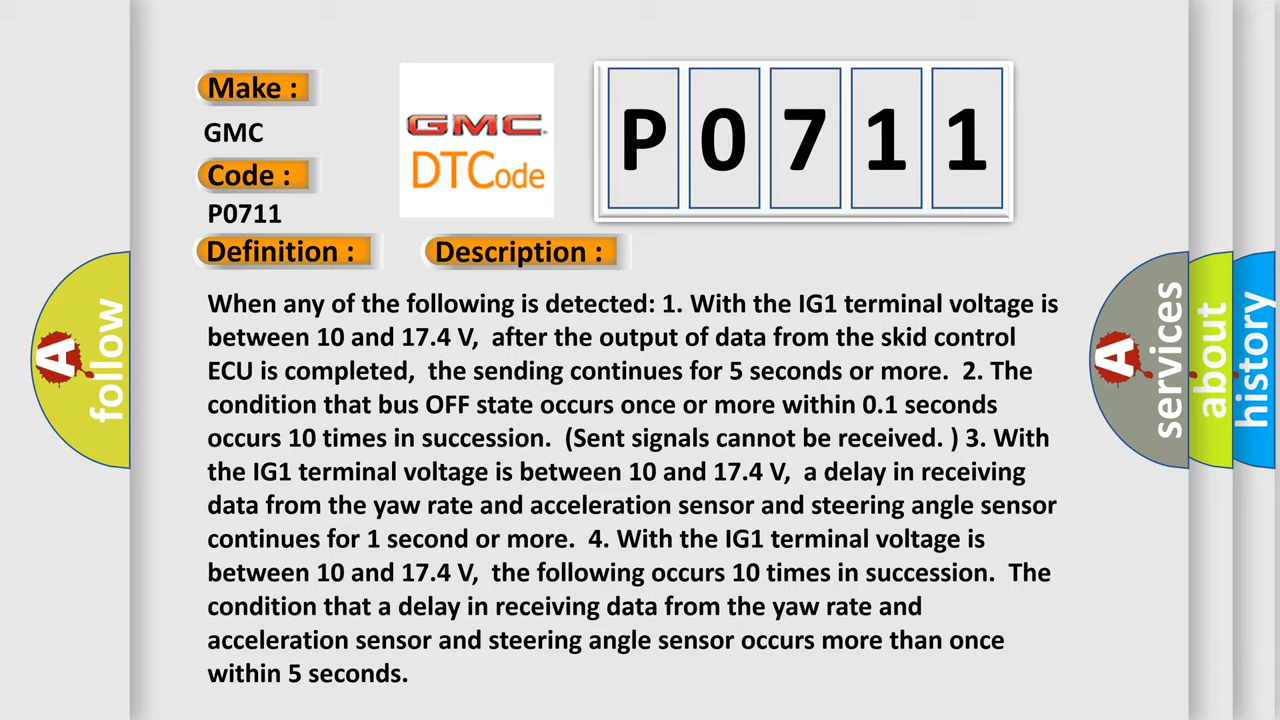 Make :
GMC
Code :
P0711
Definition :
Description :
GMC
DTCode
P0711
When any of the following is detected: 1. With the IG1 terminal voltage is
between 10 and 17.4 V, after the output of data from the skid control
ECU is completed, the sending continues for 5 seconds or more. 2. The
condition that bus OFF state occurs once or more within 0.1 seconds
occurs 10 times in succession. (Sent signals cannot be received. ) 3. With
the IG1 terminal voltage is between 10 and 17.4 V, a delay in receiving
data from the yaw rate and acceleration sensor and steering angle sensor
continues for 1 second or more. 4. With the IG1 terminal voltage is
between 10 and 17.4 V, the following occurs 10 times in succession. The
condition that a delay in receiving data from the yaw rate and
acceleration sensor and steering angle sensor occurs more than once
within 5 seconds.
A
follow
A
services
about
history